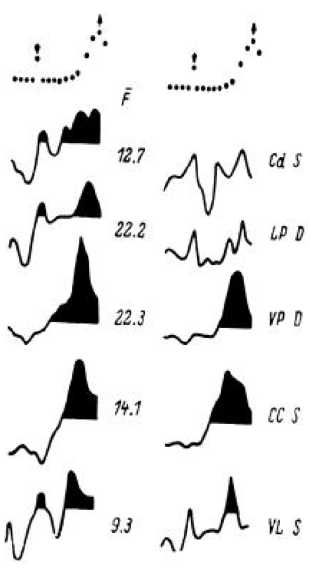 F̄
12.7 Cd S
22.2 LP D
22.3 VP D
14.1 CC S
9.3 VL S